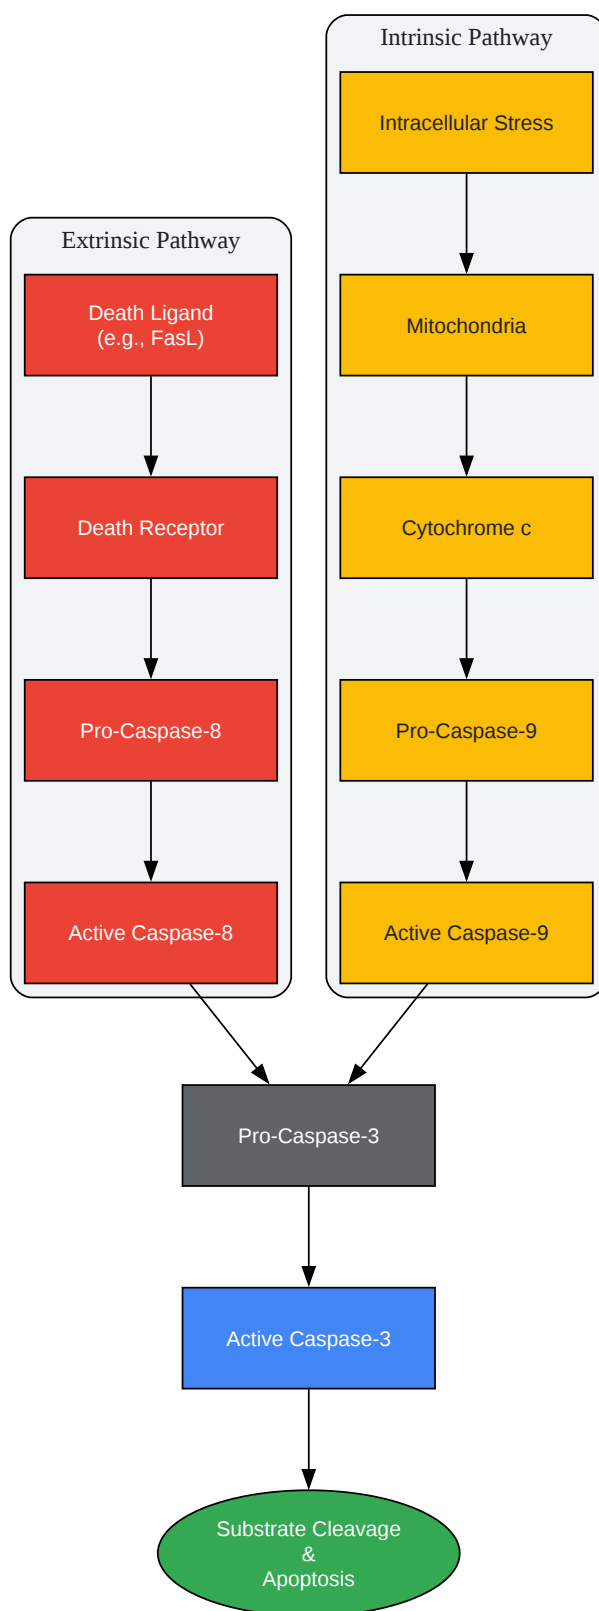 Intrinsic Pathway
Intracellular Stress
Extrinsic Pathway
Death Ligand
(e.g., FasL)
Mitochondria
Death Receptor
Cytochrome c
Pro-Caspase-8
Pro-Caspase-9
Active Caspase-8
Active Caspase-9
Pro-Caspase-3
Active Caspase-3
Substrate Cleavage
&
Apoptosis